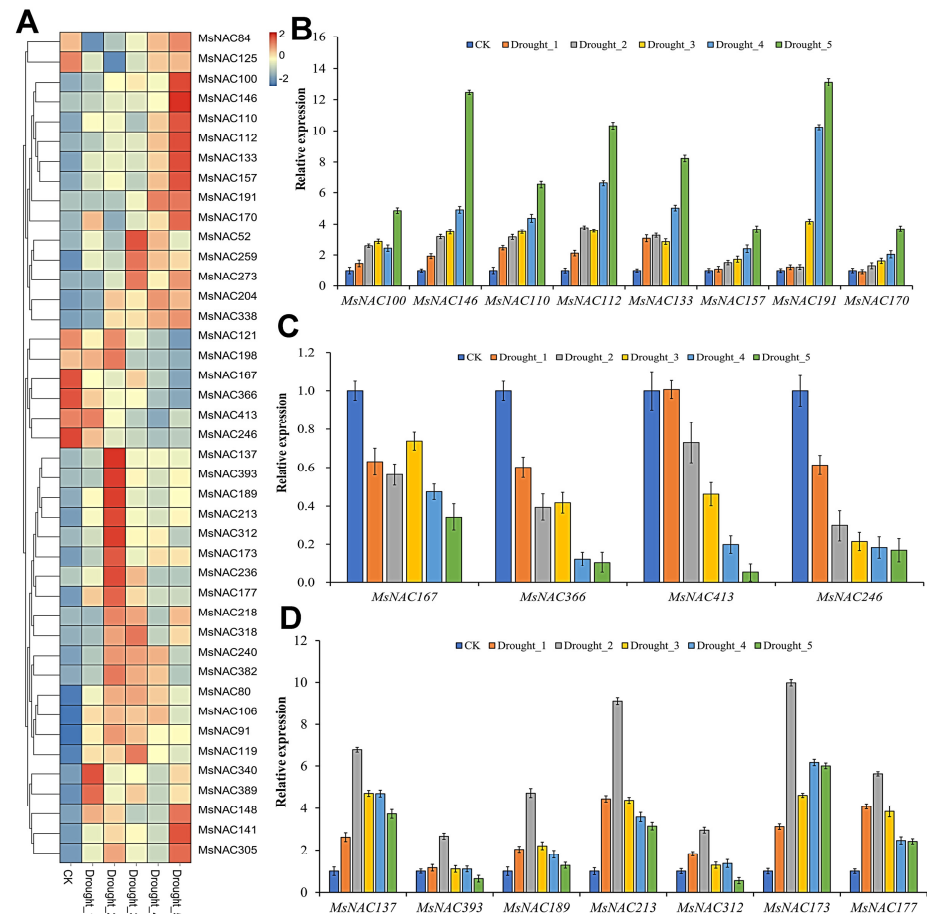 A
2
0
-2
MsNAC84
MsNAC125
MsNAC100
MsNAC146
MsNAC110
MsNAC112
MsNAC133
MsNAC157
MsNAC191
MsNAC170
MsNAC52
MsNAC259
MsNAC273
MsNAC204
MsNAC338
MsNAC121
MsNAC198
MsNAC167
MsNAC366
MsNAC413
MsNAC246
MsNAC137
MsNAC393
MsNAC189
MsNAC213
MsNAC312
MsNAC173
MsNAC236
MsNAC177
MsNAC218
MsNAC318
MsNAC240
MsNAC382
MsNAC80
MsNAC106
MsNAC91
MsNAC119
MsNAC340
MsNAC389
MsNAC148
MsNAC141
MsNAC305
CK
B
Relative expression
16
14
12
10
8
6
4
2
0
CK Drought_1 Drought_2 Drought_3 Drought_4 Drought_5
MsNAC100 MsNAC146 MsNAC110 MsNAC112 MsNAC133 MsNAC157 MsNAC191 MsNAC170
C
Relative expression
1.2
1.0
0.8
0.6
0.4
0.2
0.0
CK Drought_1 Drought_2 Drought_3 Drought_4 Drought_5
MsNAC167 MsNAC366 MsNAC413 MsNAC246
D
Relative expression
12
10
8
6
4
2
0
CK Drought_1 Drought_2 Drought_3 Drought_4 Drought_5
MsNAC137 MsNAC393 MsNAC189 MsNAC213 MsNAC312 MsNAC173 MsNAC177